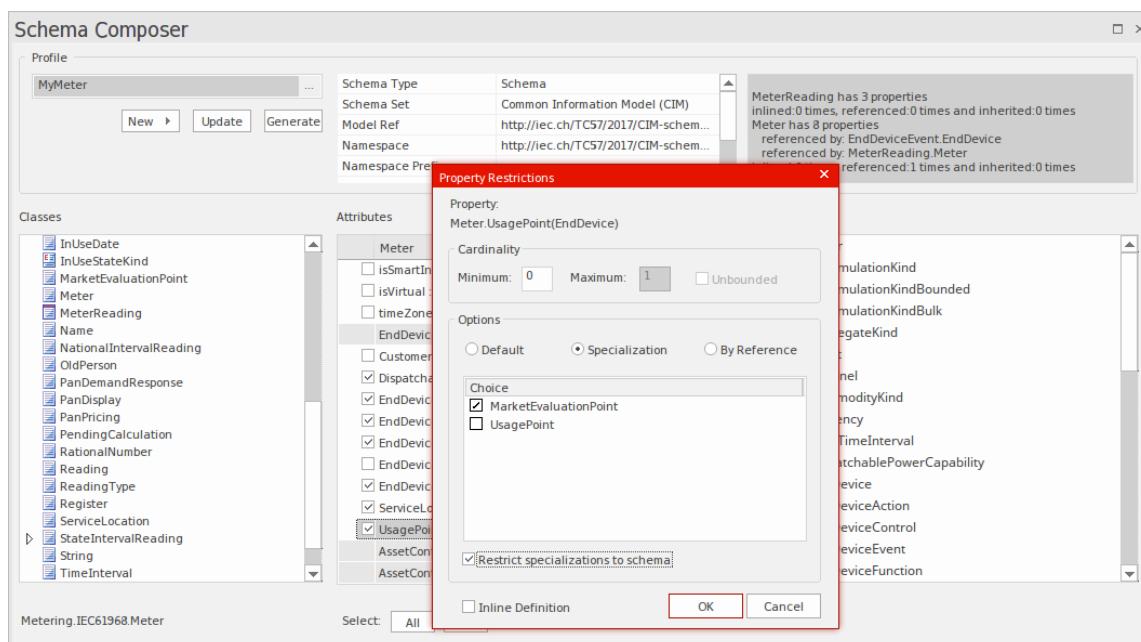 Schema Composer
Profile
MyMeter ...
New Update Generate
Schema Type Schema
Schema Set Common Information Model (CIM)
Model Ref http://iec.ch/TC57/2017/CIM-schem...
Namespace http://iec.ch/TC57/2017/CIM-schem...
Namespace Pre
MeterReading has 3 properties
inlined:0 times, referenced:0 times and inherited:0 times
Meter has 8 properties
referenced by: EndDeviceEvent.EndDevice
referenced by: MeterReading.Meter
referenced:1 times and inherited:0 times
Classes
InUseDate
InUseStateKind
MarketEvaluationPoint
Meter
MeterReading
Name
NationalIntervalReading
OldPerson
PanDemandResponse
PanDisplay
PanPricing
PendingCalculation
RationalNumber
Reading
ReadingType
Register
ServiceLocation
StateIntervalReading
String
TimeInterval
Metering.IEC61968.Meter
Attributes
Meter
isSmartIn
isVirtual :
timeZone
EndDevic
Customer
Dispatcha
EndDevic
EndDevic
EndDevic
EndDevic
EndDevic
ServiceLo
UsagePoi
AssetCon
AssetCon
Select: All
Property Restrictions
Property:
Meter.UsagePoint(EndDevice)
Cardinality
Minimum: 0 Maximum: 1 Unbounded
Options
Default Specialization By Reference
Choice
MarketEvaluationPoint
UsagePoint
Restrict specializations to schema
Inline Definition OK Cancel
mulationKind
mulationKindBounded
mulationKindBulk
egateKind
nel
modityKind
ency
TimeInterval
tchablePowerCapability
evice
eviceAction
eviceControl
eviceEvent
eviceFunction